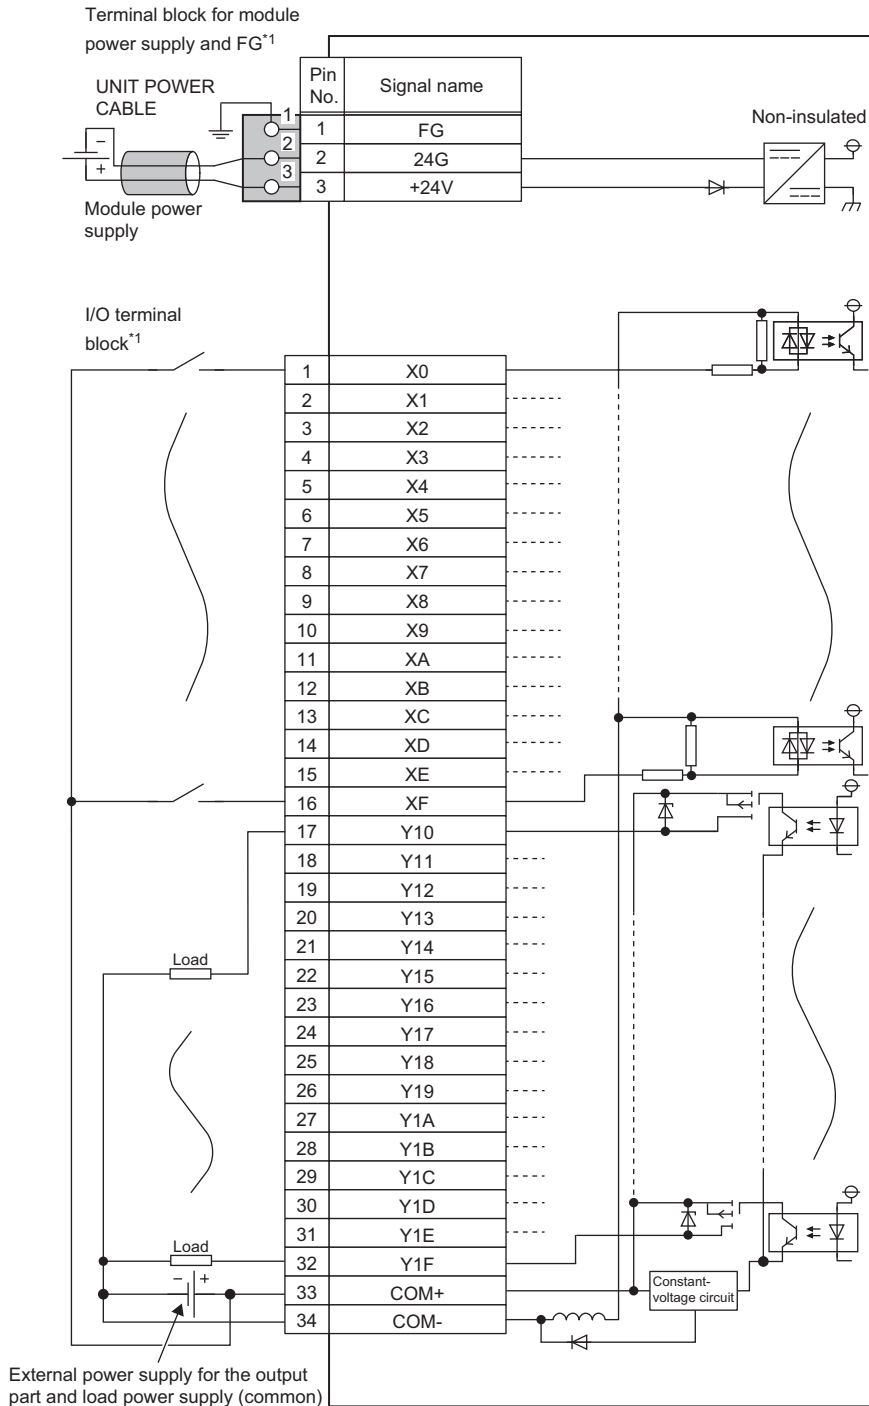 Terminal block for module
power supply and FG*1
UNIT POWER
CABLE
Pin
No.
Signal name
Non-insulated
1
2
3
−
+
1 FG
2 24G
3 +24V
Module power
supply
I/O terminal
block*1
1 X0
2 X1
3 X2
4 X3
5 X4
6 X5
7 X6
8 X7
9 X8
10 X9
11 XA
12 XB
13 XC
14 XD
15 XE
16 XF
17 Y10
18 Y11
19 Y12
20 Y13
21 Y14
Load
22 Y15
23 Y16
24 Y17
25 Y18
26 Y19
27 Y1A
28 Y1B
29 Y1C
30 Y1D
31 Y1E
Load
32 Y1F
− +
33 COM+
Constant-
voltage circuit
34 COM-
External power supply for the output
part and load power supply (common)